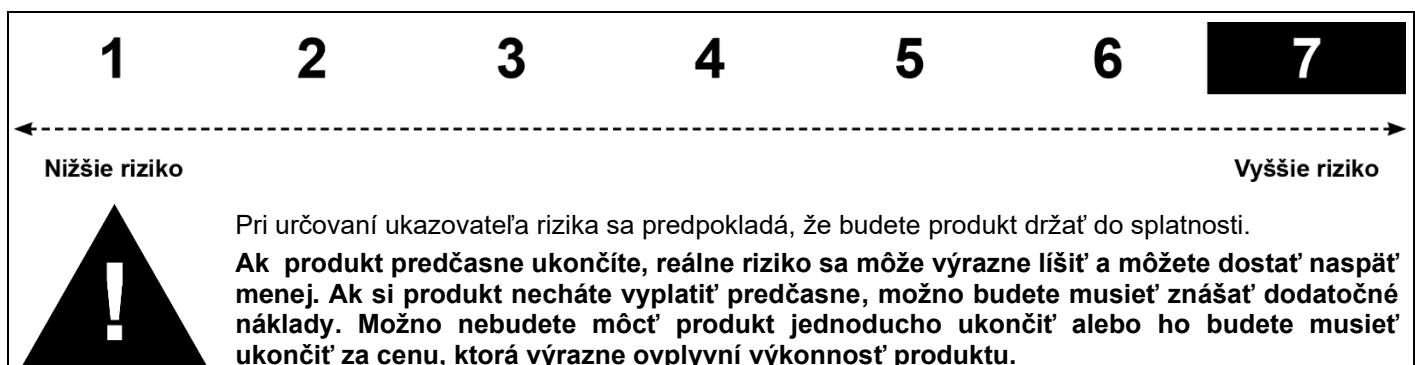 1 2 3 4 5 6 7
Nižšie riziko Vyššie riziko
Pri určovaní ukazovateľa rizika sa predpokladá, že budete produkt držať do splatnosti.
Ak produkt predčasne ukončíte, reálne riziko sa môže výrazne líšiť a môžete dostať naspäť
menej. Ak si produkt necháte vyplatiť predčasne, možno budete musieť znášať dodatočné
náklady. Možno nebudete môcť produkt jednoducho ukončiť alebo ho budete musieť
ukončiť za cenu, ktorá výrazne ovplyvní výkonnosť produktu.
!